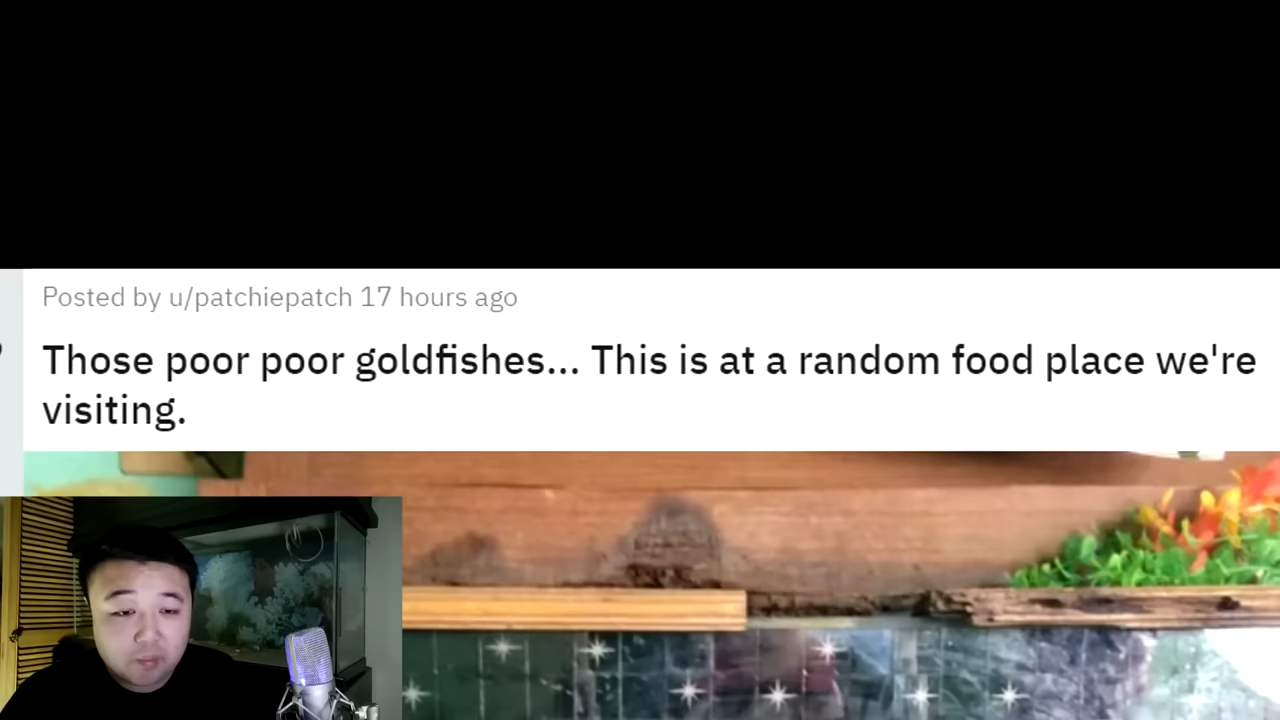 Posted by u/patchiepatch 17 hours ago
Those poor poor goldfishes... This is at a random food place we're
visiting.